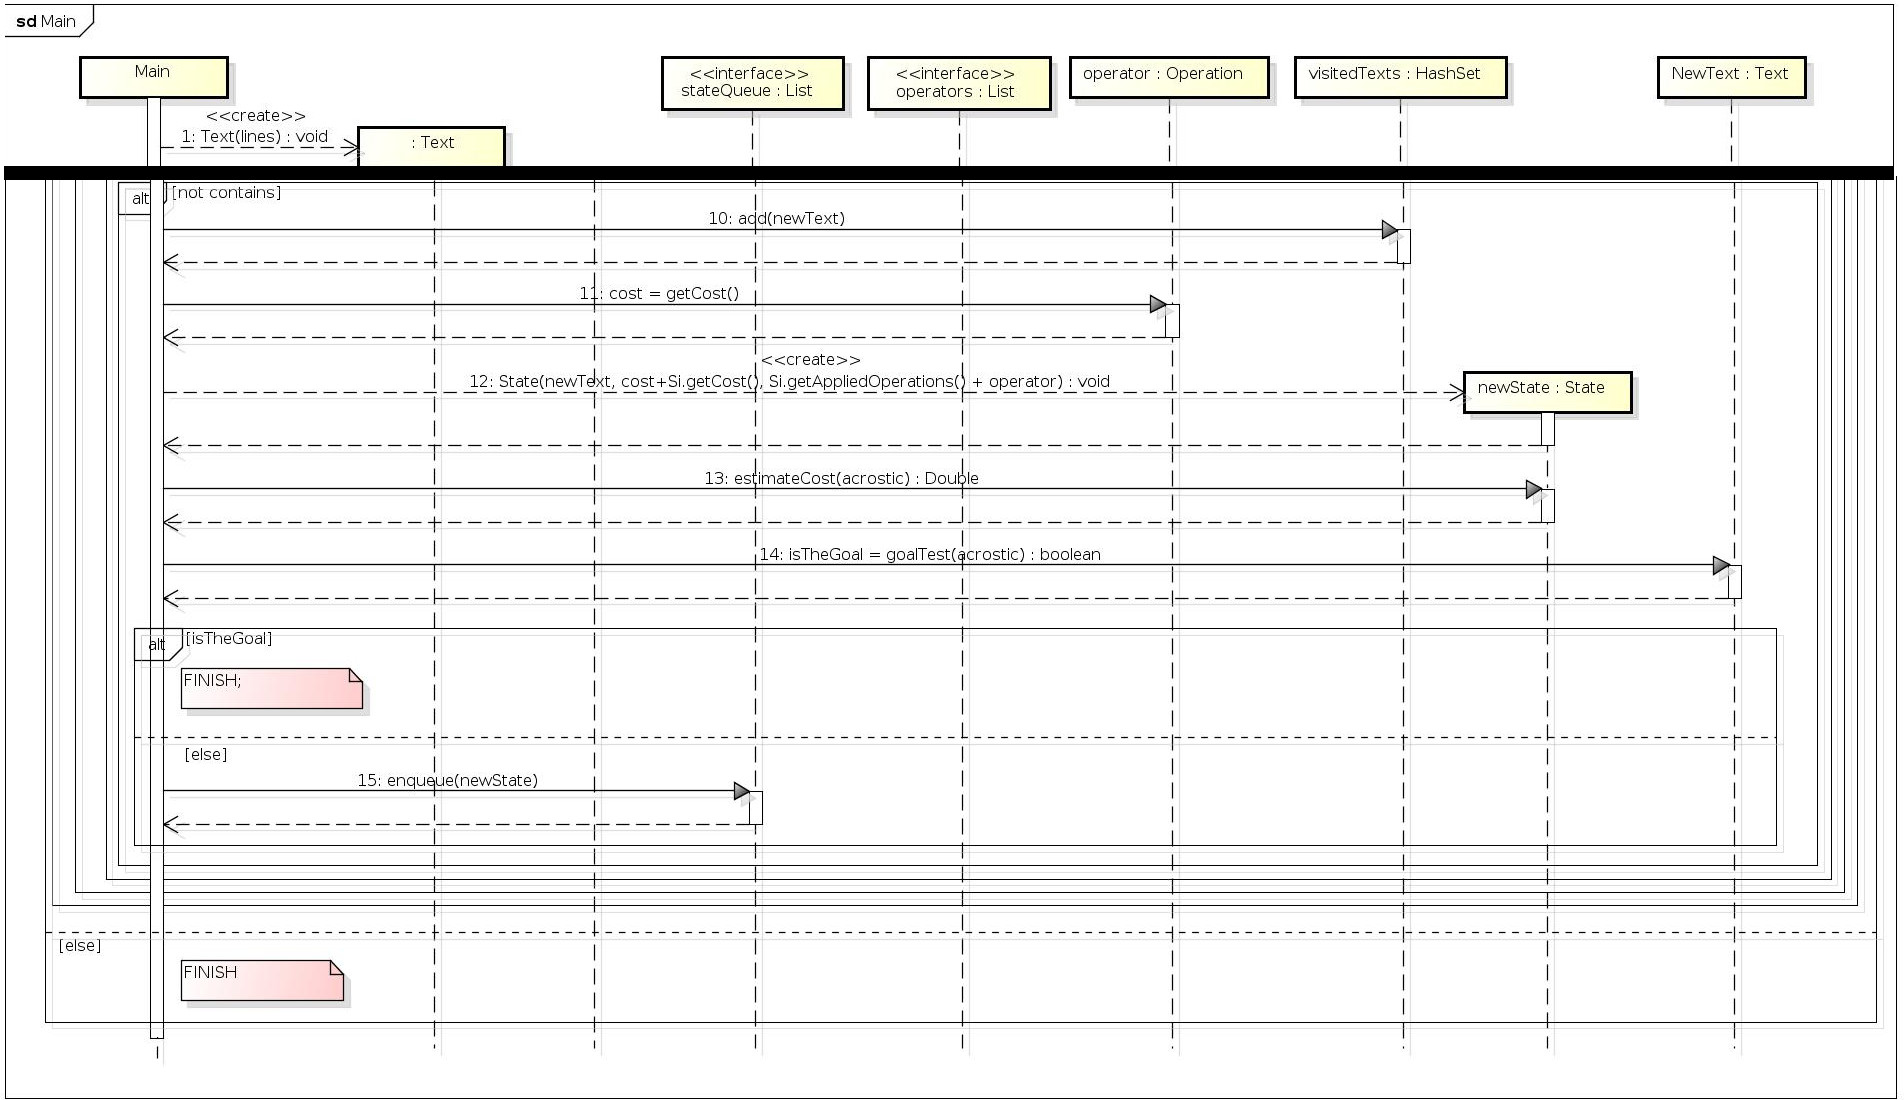 sd Main
Main
<<interface>>
stateQueue : List
<<interface>>
operators : List
operator : Operation
visitedTexts : HashSet
NewText : Text
<<create>>
1: Text(lines) : void
: Text
alt
[not contains]
10: add(newText)
11: cost = getCost()
<<create>>
12: State(newText, cost+Si.getCost(), Si.getAppliedOperations() + operator) : void
newState : State
13: estimateCost(acrostic) : Double
14: isTheGoal = goalTest(acrostic) : boolean
alt
[isTheGoal]
FINISH;
[else]
15: enqueue(newState)
[else]
FINISH